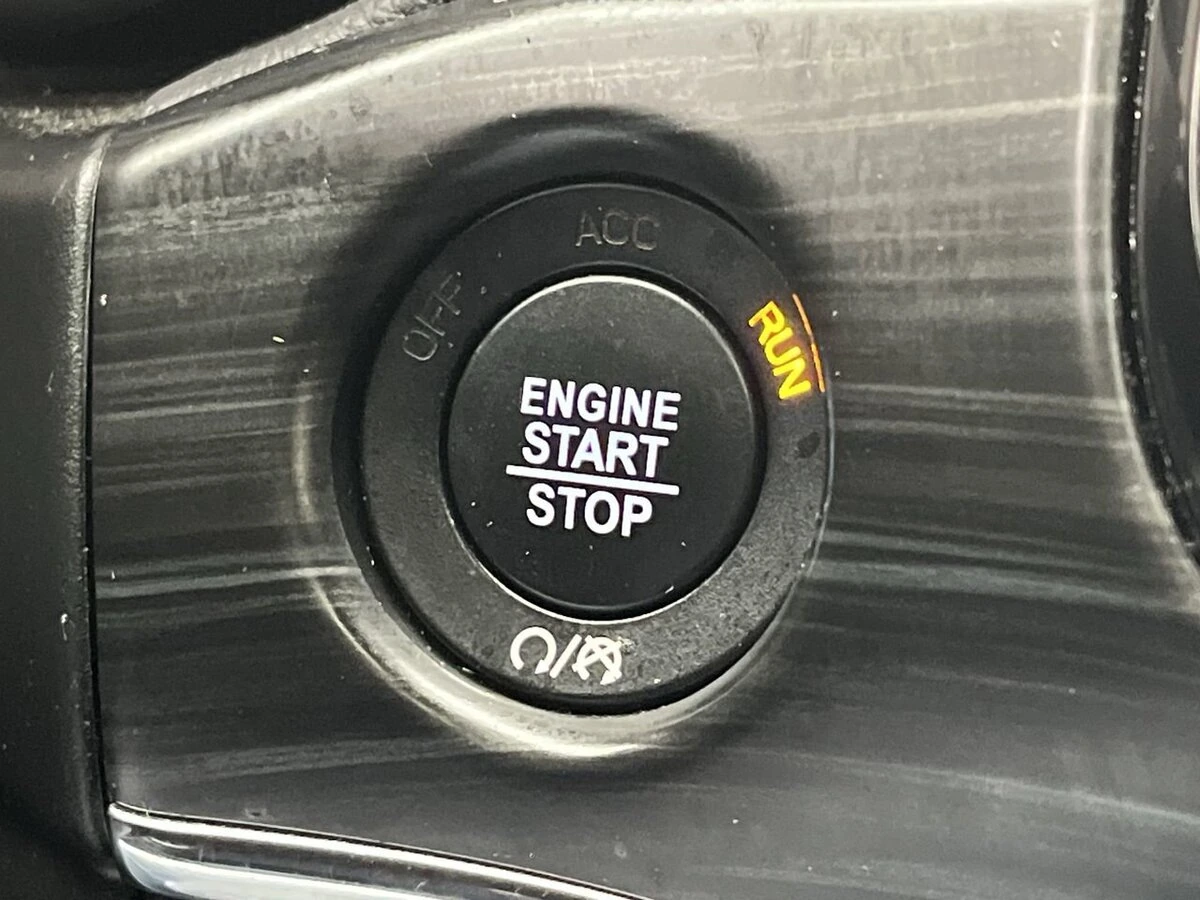 ACC
OFF
RUN
ENGINE
START
STOP